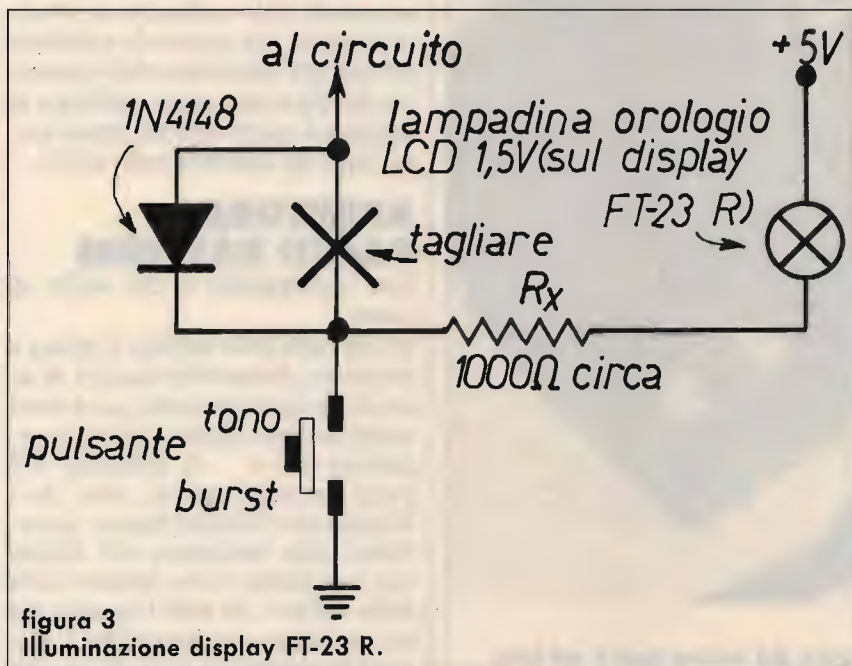 al circuito
+5V
1N4148
lampadina orologio
LCD 1,5V(sul display
FT-23 R)
tagliare
Rx
1000Ω circa
tono
pulsante
burst
figura 3
Illuminazione display FT-23 R.